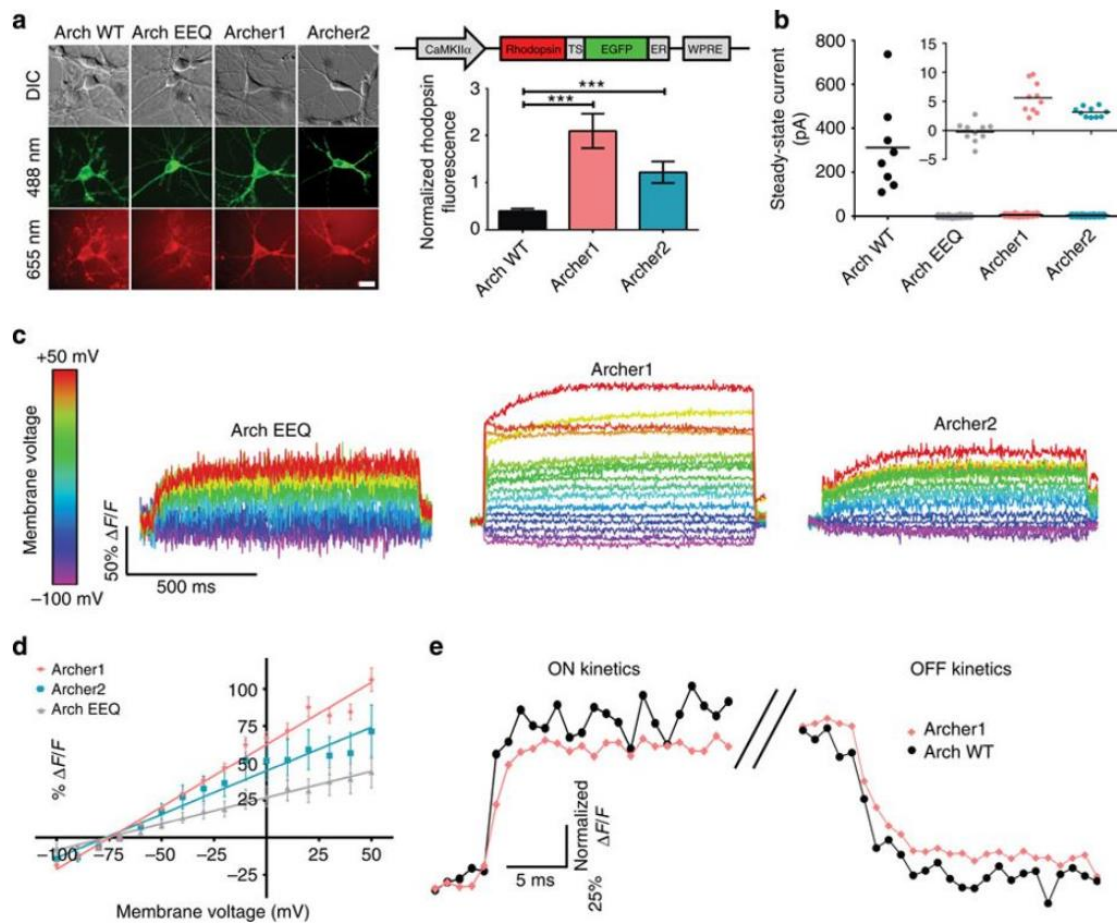 a
Arch WT Arch EEQ Archer1 Archer2
DIC
488 nm
655 nm
CaMKIIα Rhodopsin TS EGFP ER WPRE
Normalized rhodopsin
fluorescence
3
2
1
0
***
***
Arch WT
Archer1
Archer2
b
Steady-state current
(pA)
800
600
400
200
0
15
10
5
0
−5
Arch WT
Arch EEQ
Archer1
Archer2
c
+50 mV
Membrane voltage
−100 mV
Arch EEQ
50% ΔF/F
500 ms
Archer1
Archer2
d
Archer1
Archer2
Arch EEQ
% ΔF/F
100
75
50
25
−25
−100 −75 −50 −25 25 50
Membrane voltage (mV)
e
ON kinetics
OFF kinetics
Archer1
Arch WT
25% Normalized
ΔF/F
5 ms